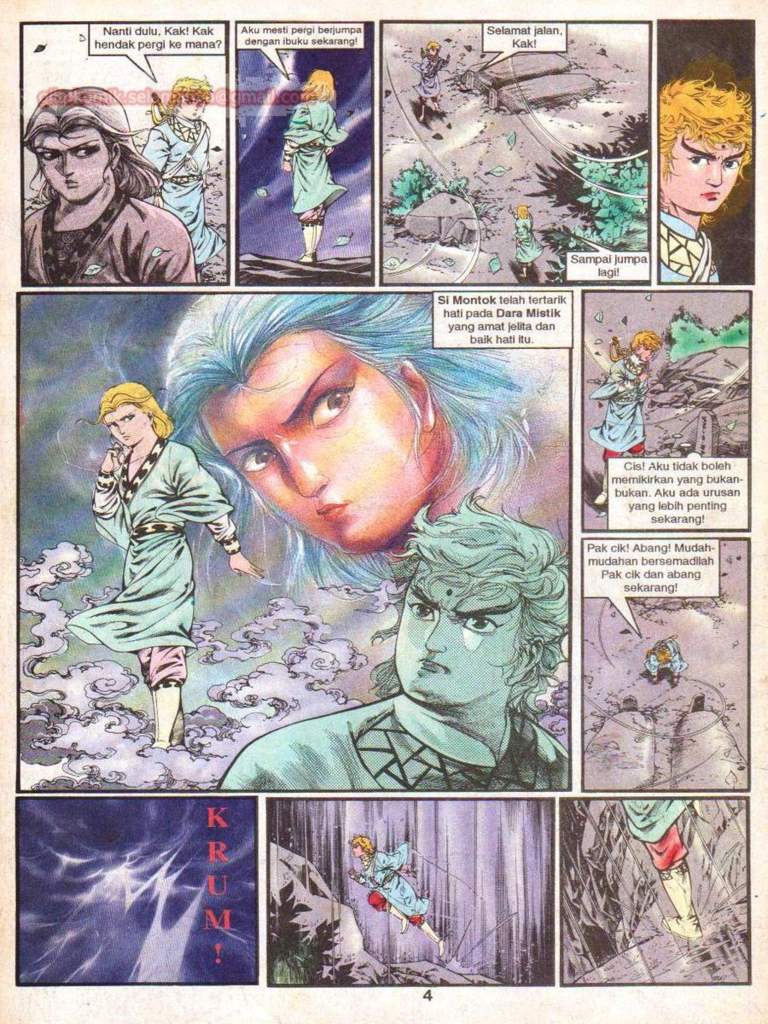 Nanti dulu, Kak! Kak
hendak pergi ke mana?
Aku mesti pergi berjumpa
dengan ibuku sekarang!
Selamat jalan,
Kak!
Sampai jumpa
lagi!
Si Montok telah tertarik
hati pada Dara Mistik
yang amat jelita dan
baik hati itu.
Cis! Aku tidak boleh
memikirkan yang bukan-
bukan. Aku ada urusan
yang lebih penting
sekarang!
Pak cik! Abang! Mudah-
mudahan bersemadilah
Pak cik dan abang
sekarang!
KRUM!
4